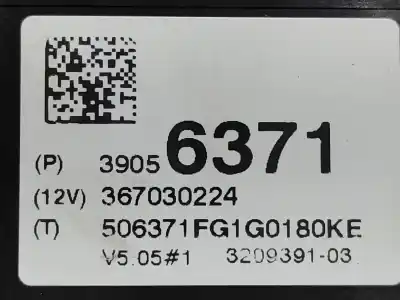 (P) 3905 6371
(12V) 367030224
(T) 506371FG1G0180KE
V5.05#1 3209391-03